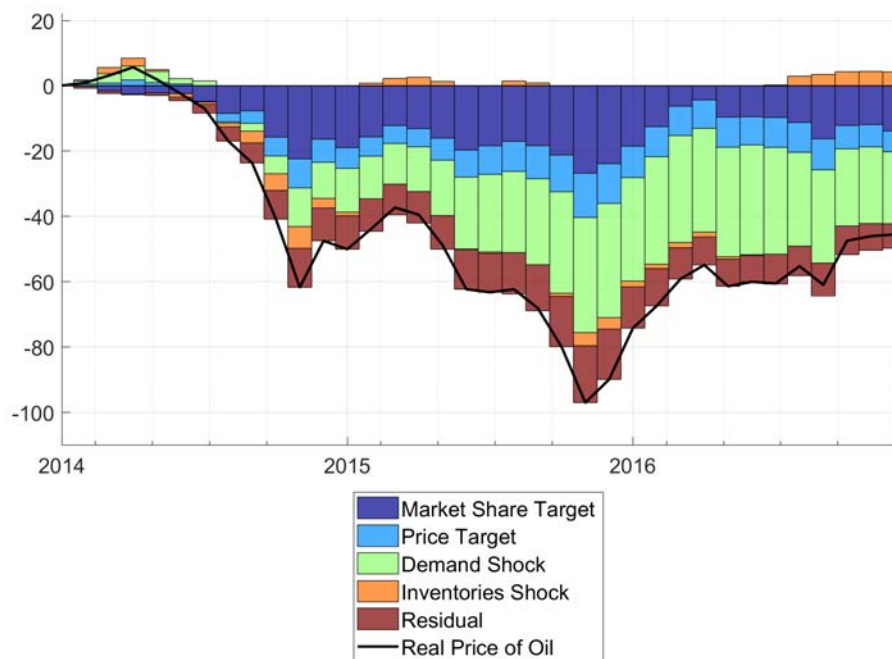 20
0
-20
-40
-60
-80
-100
2014 2015 2016
Market Share Target
Price Target
Demand Shock
Inventories Shock
Residual
Real Price of Oil